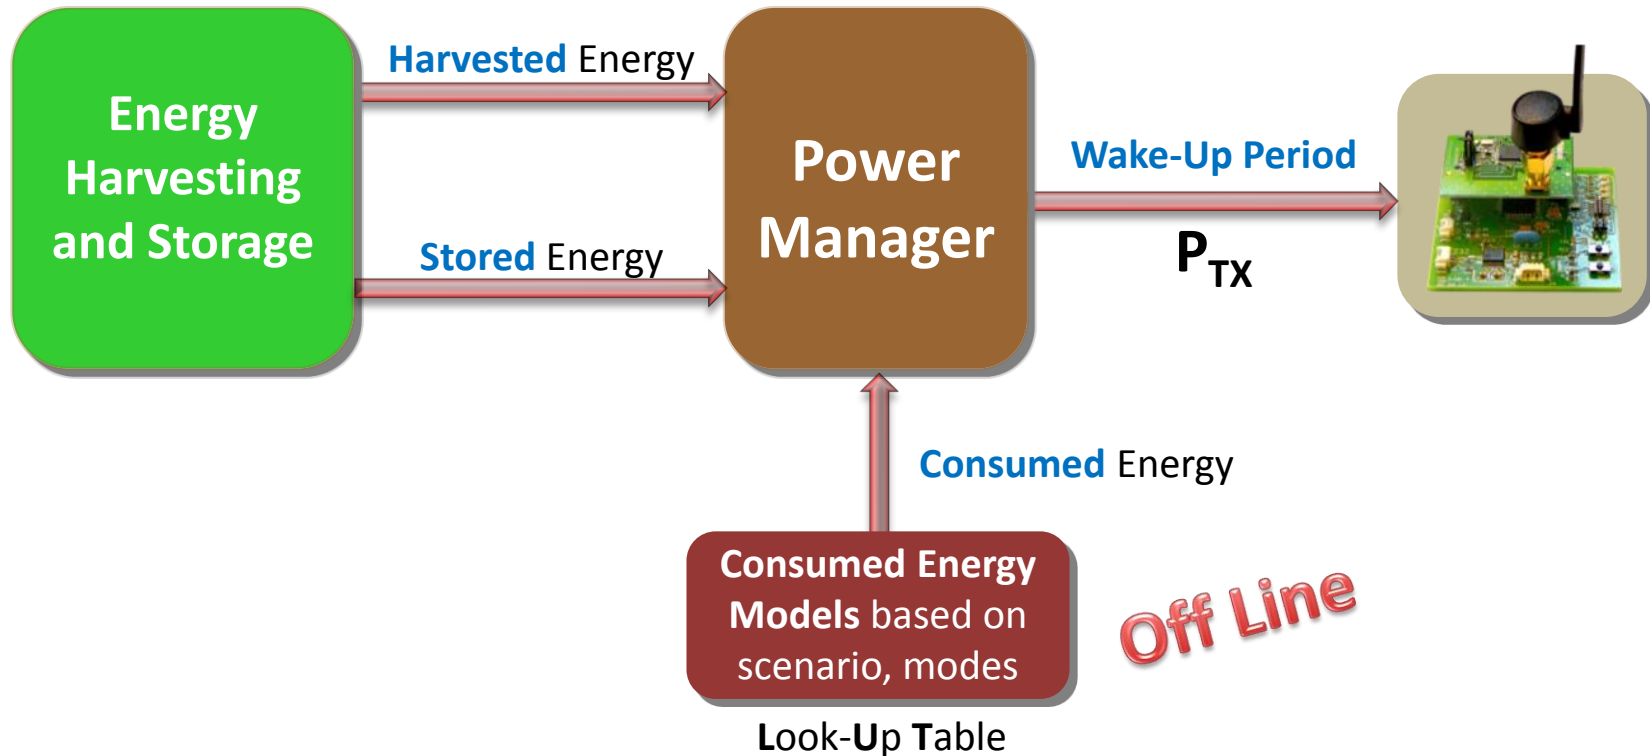 Harvested Energy
Energy
Harvesting
and Storage
Stored Energy
Power
Manager
Wake-Up Period
P_TX
Consumed Energy
Consumed Energy
Models based on
scenario, modes
Off Line
Look-Up Table